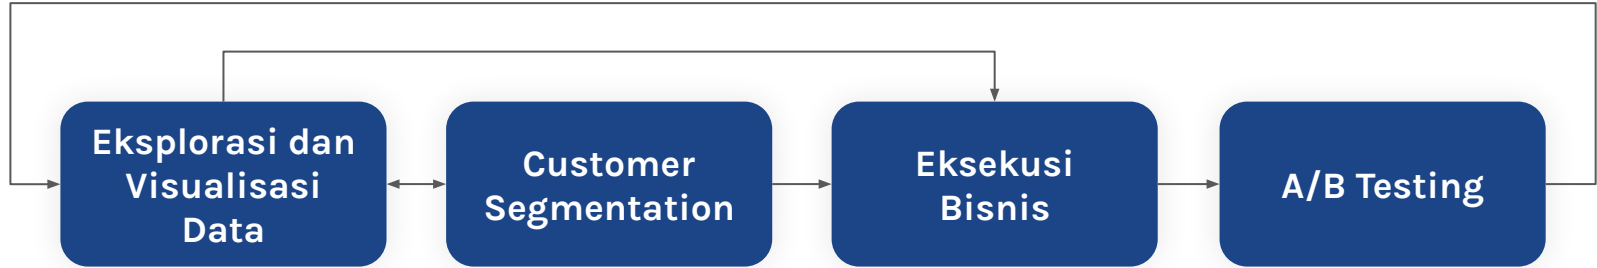 Eksplorasi dan
Visualisasi
Data
Customer
Segmentation
Eksekusi
Bisnis
A/B Testing